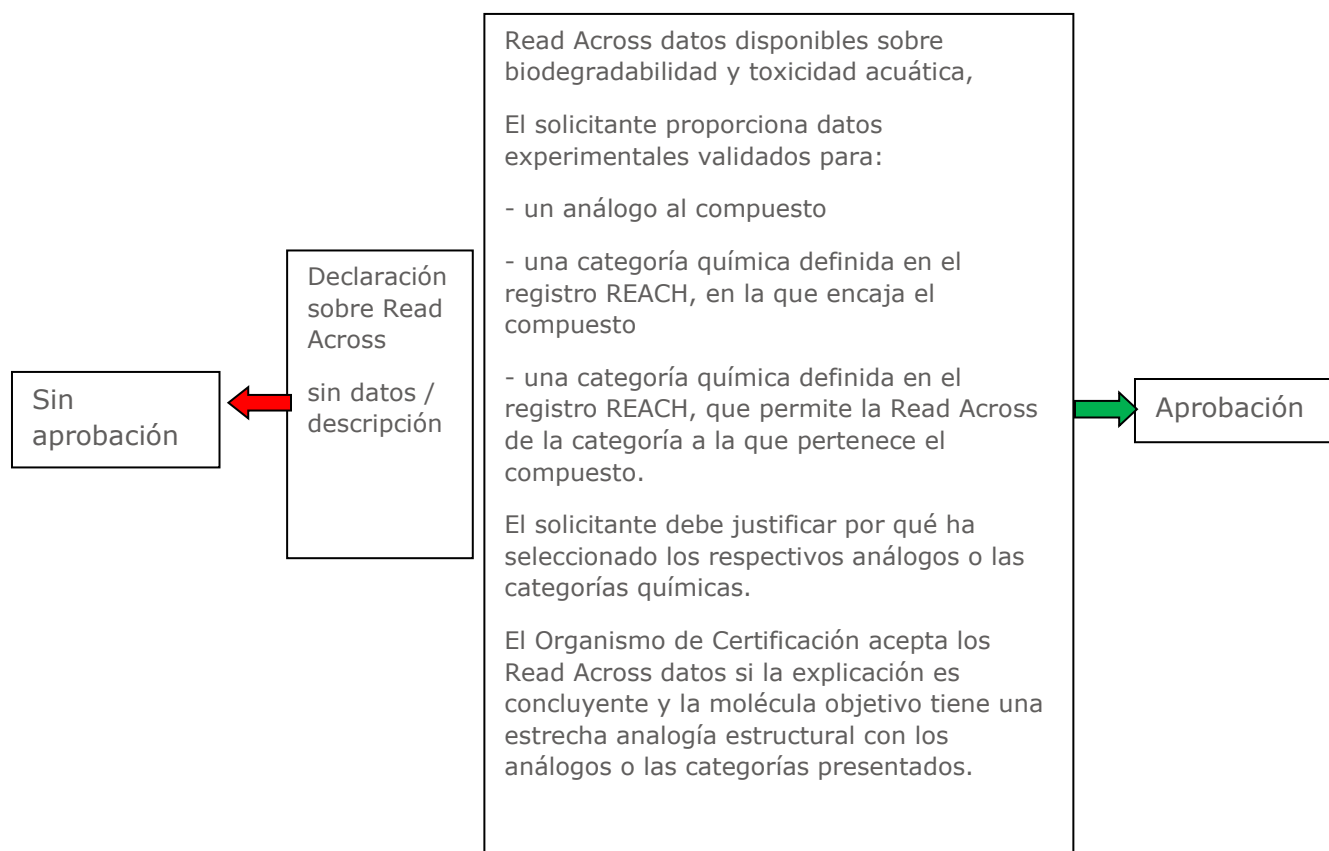 Sin
aprobación
Declaración
sobre Read
Across
sin datos /
descripción
Read Across datos disponibles sobre
biodegradabilidad y toxicidad acuática,
El solicitante proporciona datos
experimentales validados para:
- un análogo al compuesto
- una categoría química definida en el
registro REACH, en la que encaja el
compuesto
- una categoría química definida en el
registro REACH, que permite la Read Across
de la categoría a la que pertenece el
compuesto.
El solicitante debe justificar por qué ha
seleccionado los respectivos análogos o las
categorías químicas.
El Organismo de Certificación acepta los
Read Across datos si la explicación es
concluyente y la molécula objetivo tiene una
estrecha analogía estructural con los
análogos o las categorías presentados.
Aprobación